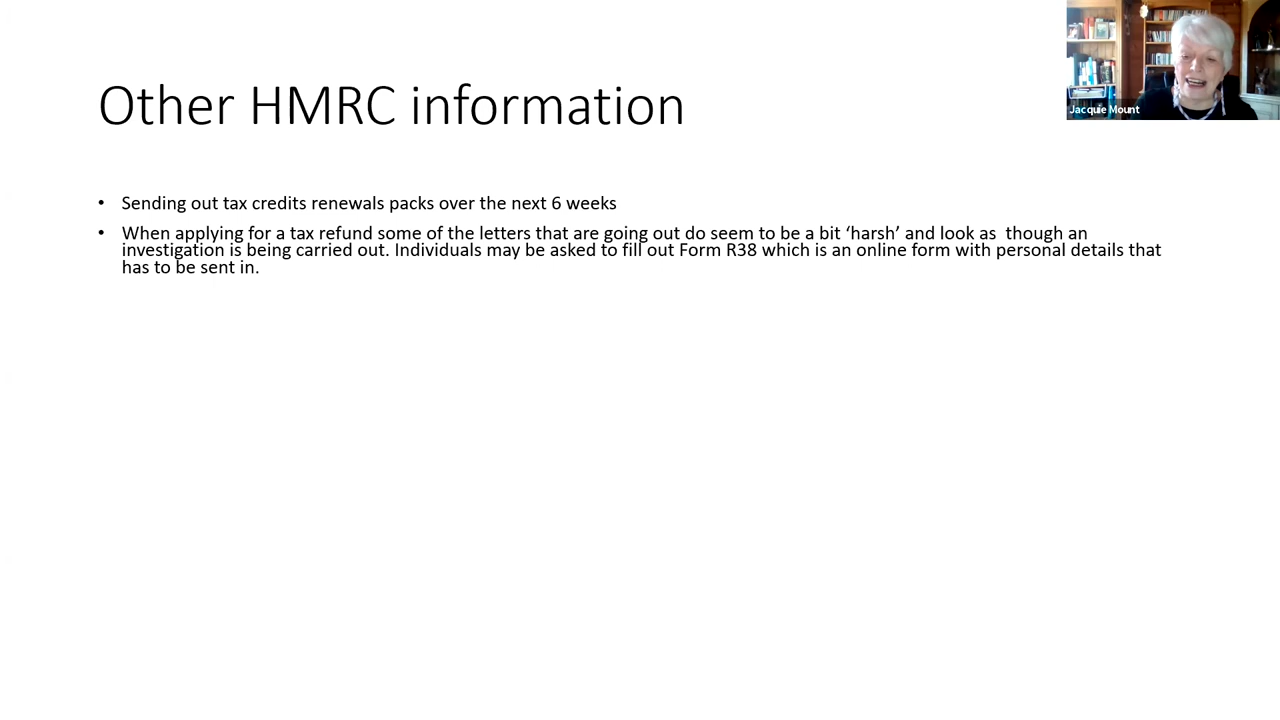 Other HMRC information
Jacquie Mount
• Sending out tax credits renewals packs over the next 6 weeks
• When applying for a tax refund some of the letters that are going out do seem to be a bit ‘harsh’ and look as  though an
investigation is being carried out. Individuals may be asked to fill out Form R38 which is an online form with personal details that
has to be sent in.